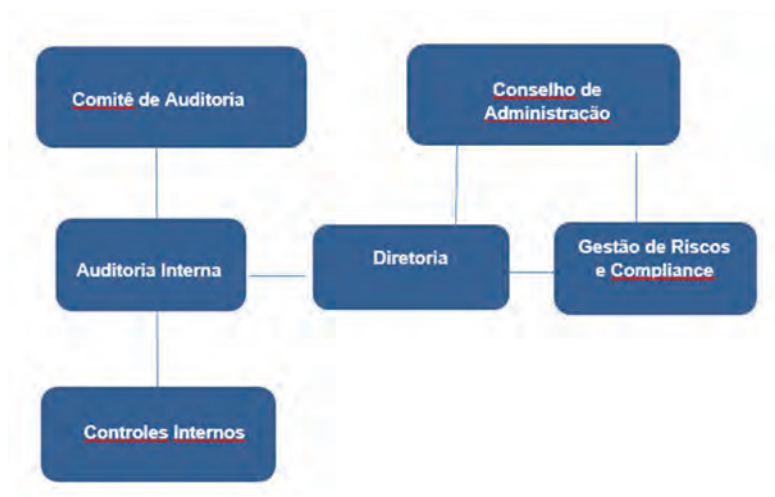 Comitê de Auditoria
Conselho de
Administração
Auditoria Interna
Diretoria
Gestão de Riscos
e Compliance
Controles Internos